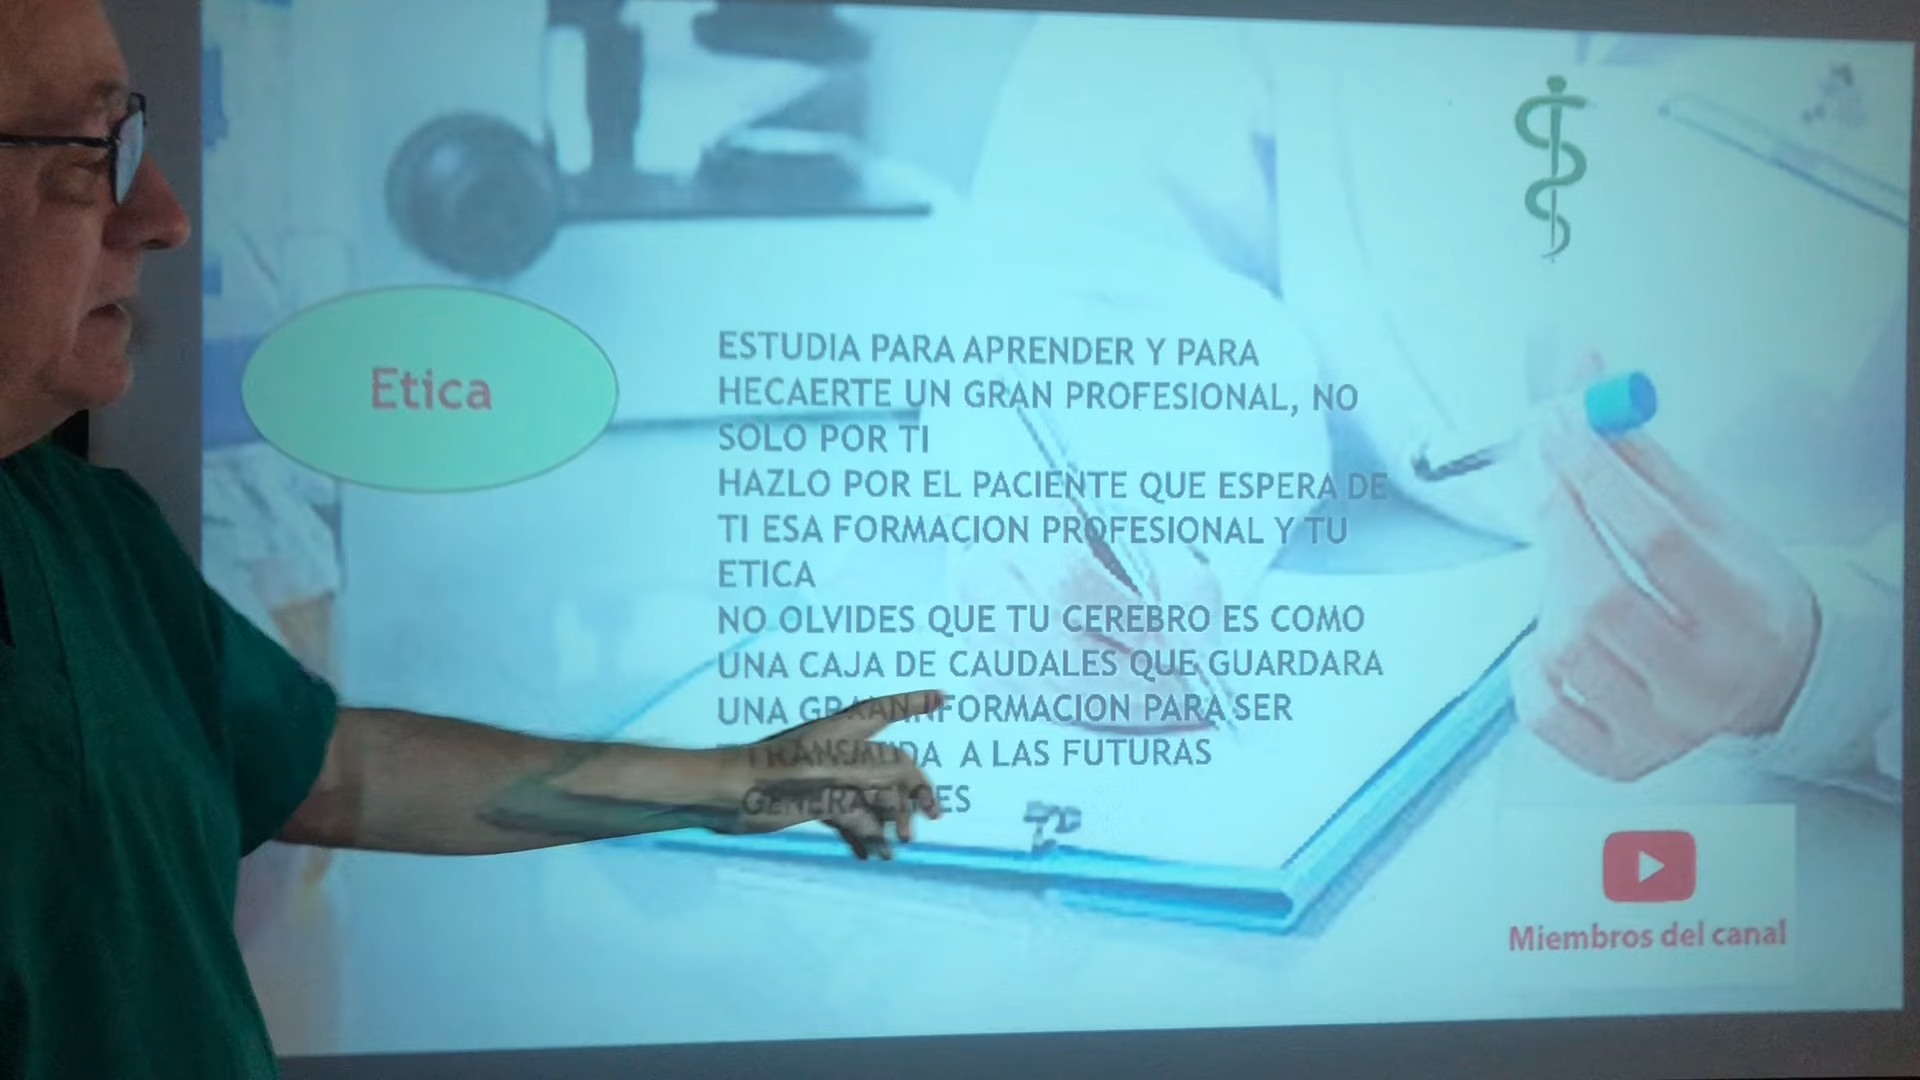 Etica
ESTUDIA PARA APRENDER Y PARA
HECAERTE UN GRAN PROFESIONAL, NO
SOLO POR TI
HAZLO POR EL PACIENTE QUE ESPERA DE
TI ESA FORMACION PROFESIONAL Y TU
ETICA
NO OLVIDES QUE TU CEREBRO ES COMO
UNA CAJA DE CAUDALES QUE GUARDARA
UNA INFORMACION PARA SER
A LAS FUTURAS
Miembros del canal